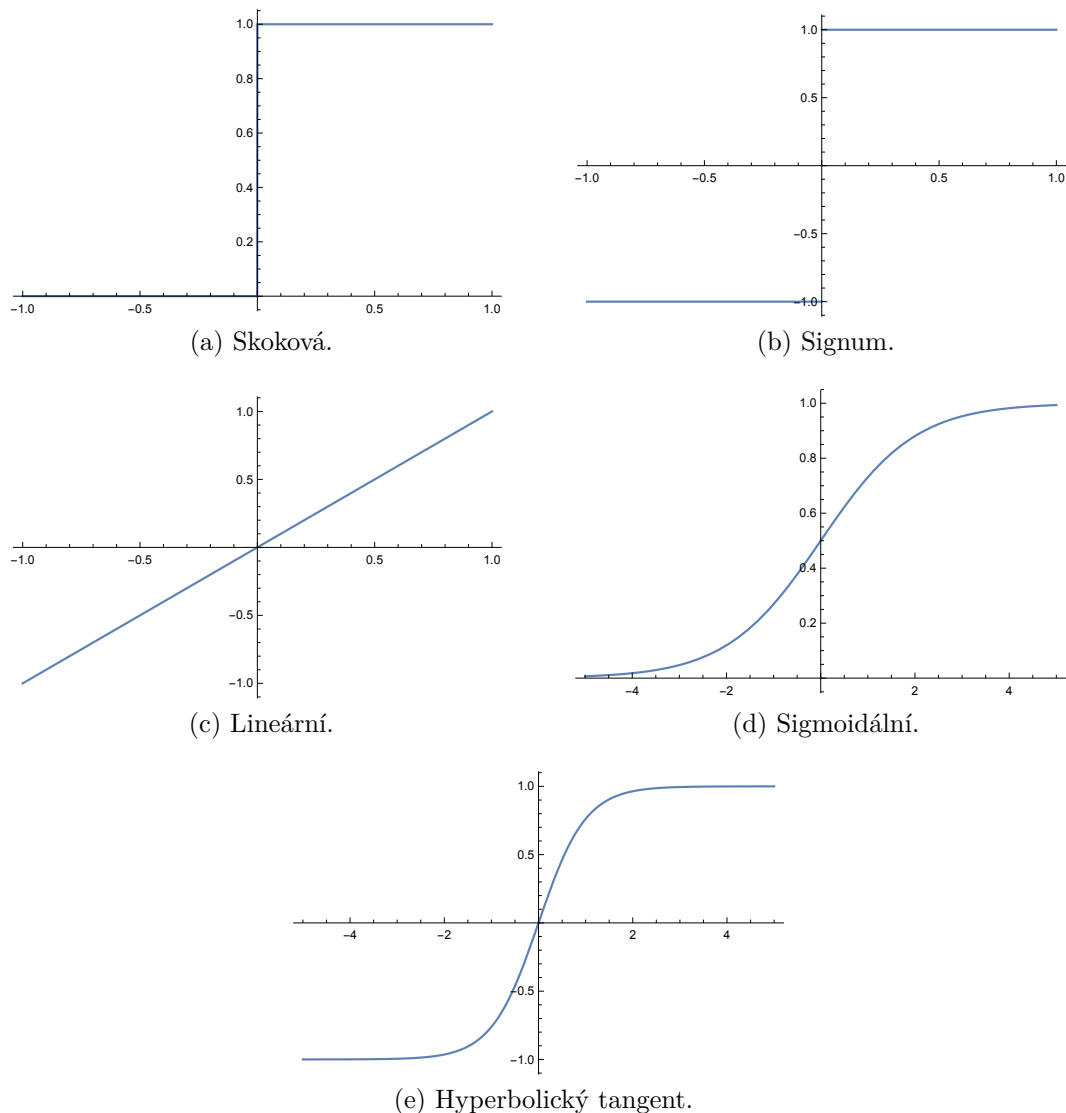 1.0
0.8
0.6
0.4
0.2
−1.0 −0.5 0.5 1.0
(a) Skoková.
1.0
0.5
−1.0 −0.5 0.5 1.0
−0.5
−1.0
(b) Signum.
1.0
0.5
−1.0 −0.5 0.5 1.0
−0.5
−1.0
(c) Lineární.
1.0
0.8
0.6
0.4
0.2
−4 −2 2 4
(d) Sigmoidální.
1.0
0.5
−4 −2 2 4
−0.5
−1.0
(e) Hyperbolický tangent.